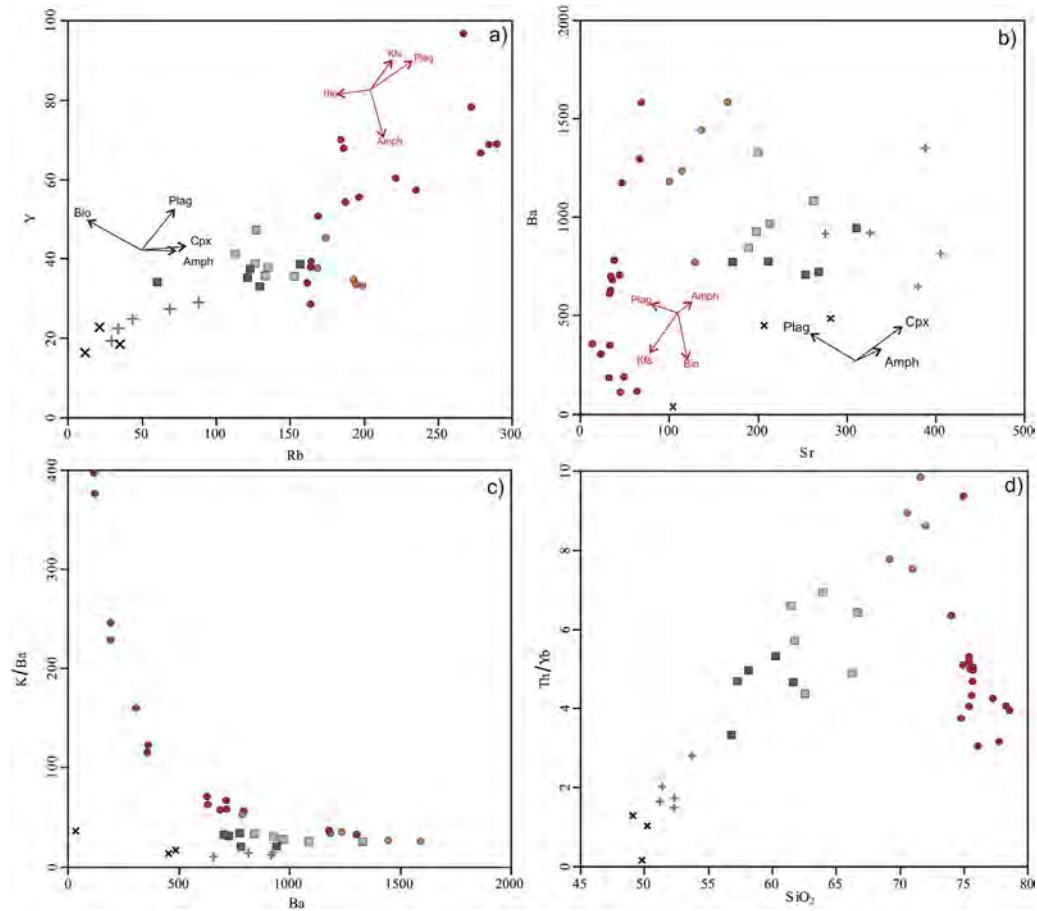 a)
Y
0
20
40
60
80
100
Kfs
Plag
Bio
Amph
Bio
Plag
Cpx
Amph
0 50 100 150 200 250 300
Rb
b)
Ba
0
500
1000
1500
2000
Plag
Amph
Kfs
Bio
Plag
Cpx
Amph
0 100 200 300 400 500
Sr
c)
K/Ba
0
100
200
300
400
0 500 1000 1500 2000
Ba
d)
Th/Yb
0
2
4
6
8
10
45 50 55 60 65 70 75 80
SiO₂